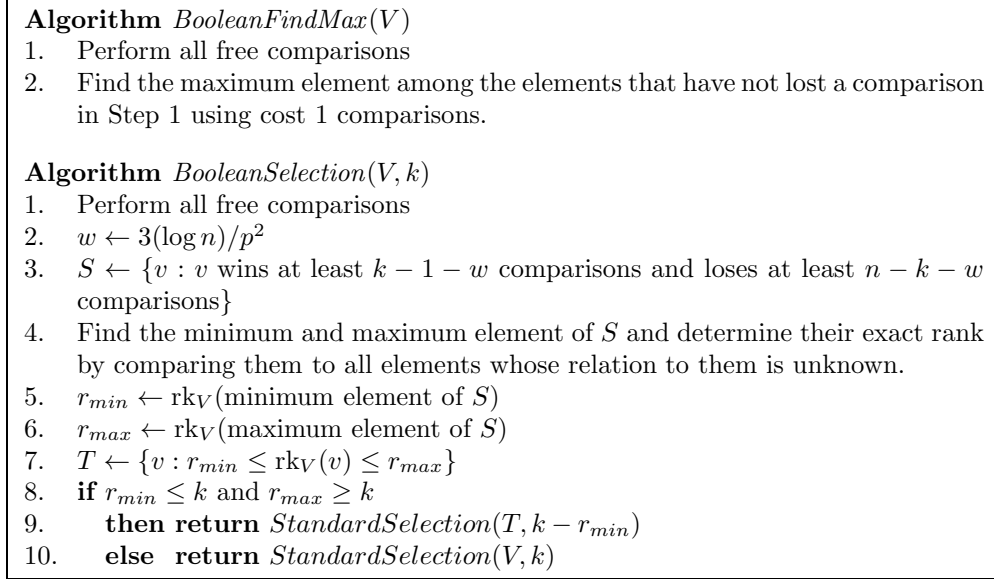 Algorithm BooleanFindMax(V)
1. Perform all free comparisons
2. Find the maximum element among the elements that have not lost a comparison
in Step 1 using cost 1 comparisons.
Algorithm BooleanSelection(V, k)
1. Perform all free comparisons
2. w ← 3(log n)/p²
3. S ← {v : v wins at least k − 1 − w comparisons and loses at least n − k − w
comparisons}
4. Find the minimum and maximum element of S and determine their exact rank
by comparing them to all elements whose relation to them is unknown.
5. r_min ← rk_V(minimum element of S)
6. r_max ← rk_V(maximum element of S)
7. T ← {v : r_min ≤ rk_V(v) ≤ r_max}
8. if r_min ≤ k and r_max ≥ k
9. then return StandardSelection(T, k − r_min)
10. else return StandardSelection(V, k)